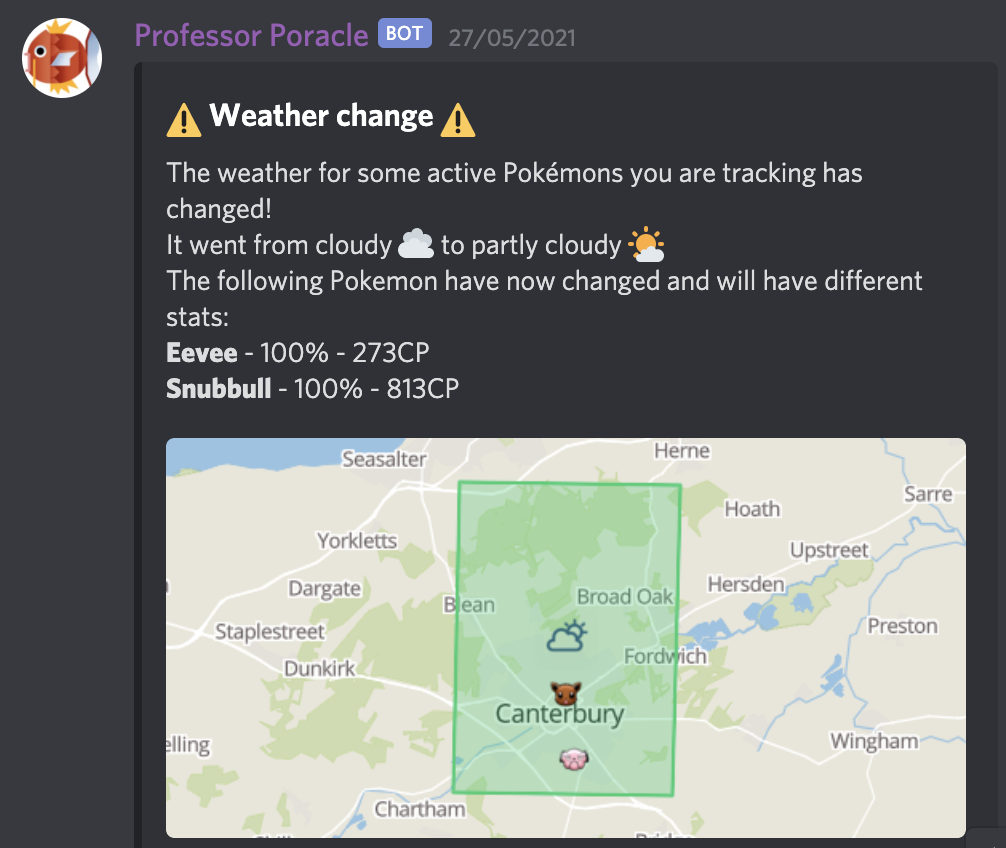 Professor Poracle BOT 27/05/2021
Weather change
The weather for some active Pokémons you are tracking has
changed!
It went from cloudy to partly cloudy
The following Pokemon have now changed and will have different
stats:
Eevee - 100% - 273CP
Snubbull - 100% - 813CP
Herne
Seasalter
Sarre
Hoath
Yorkletts
Upstreet
Hersden
Dargate
Broad Oak
Blean
Preston
Staplestreet
Fordwich
Dunkirk
Canterbury
Wingham
elling
Chartham